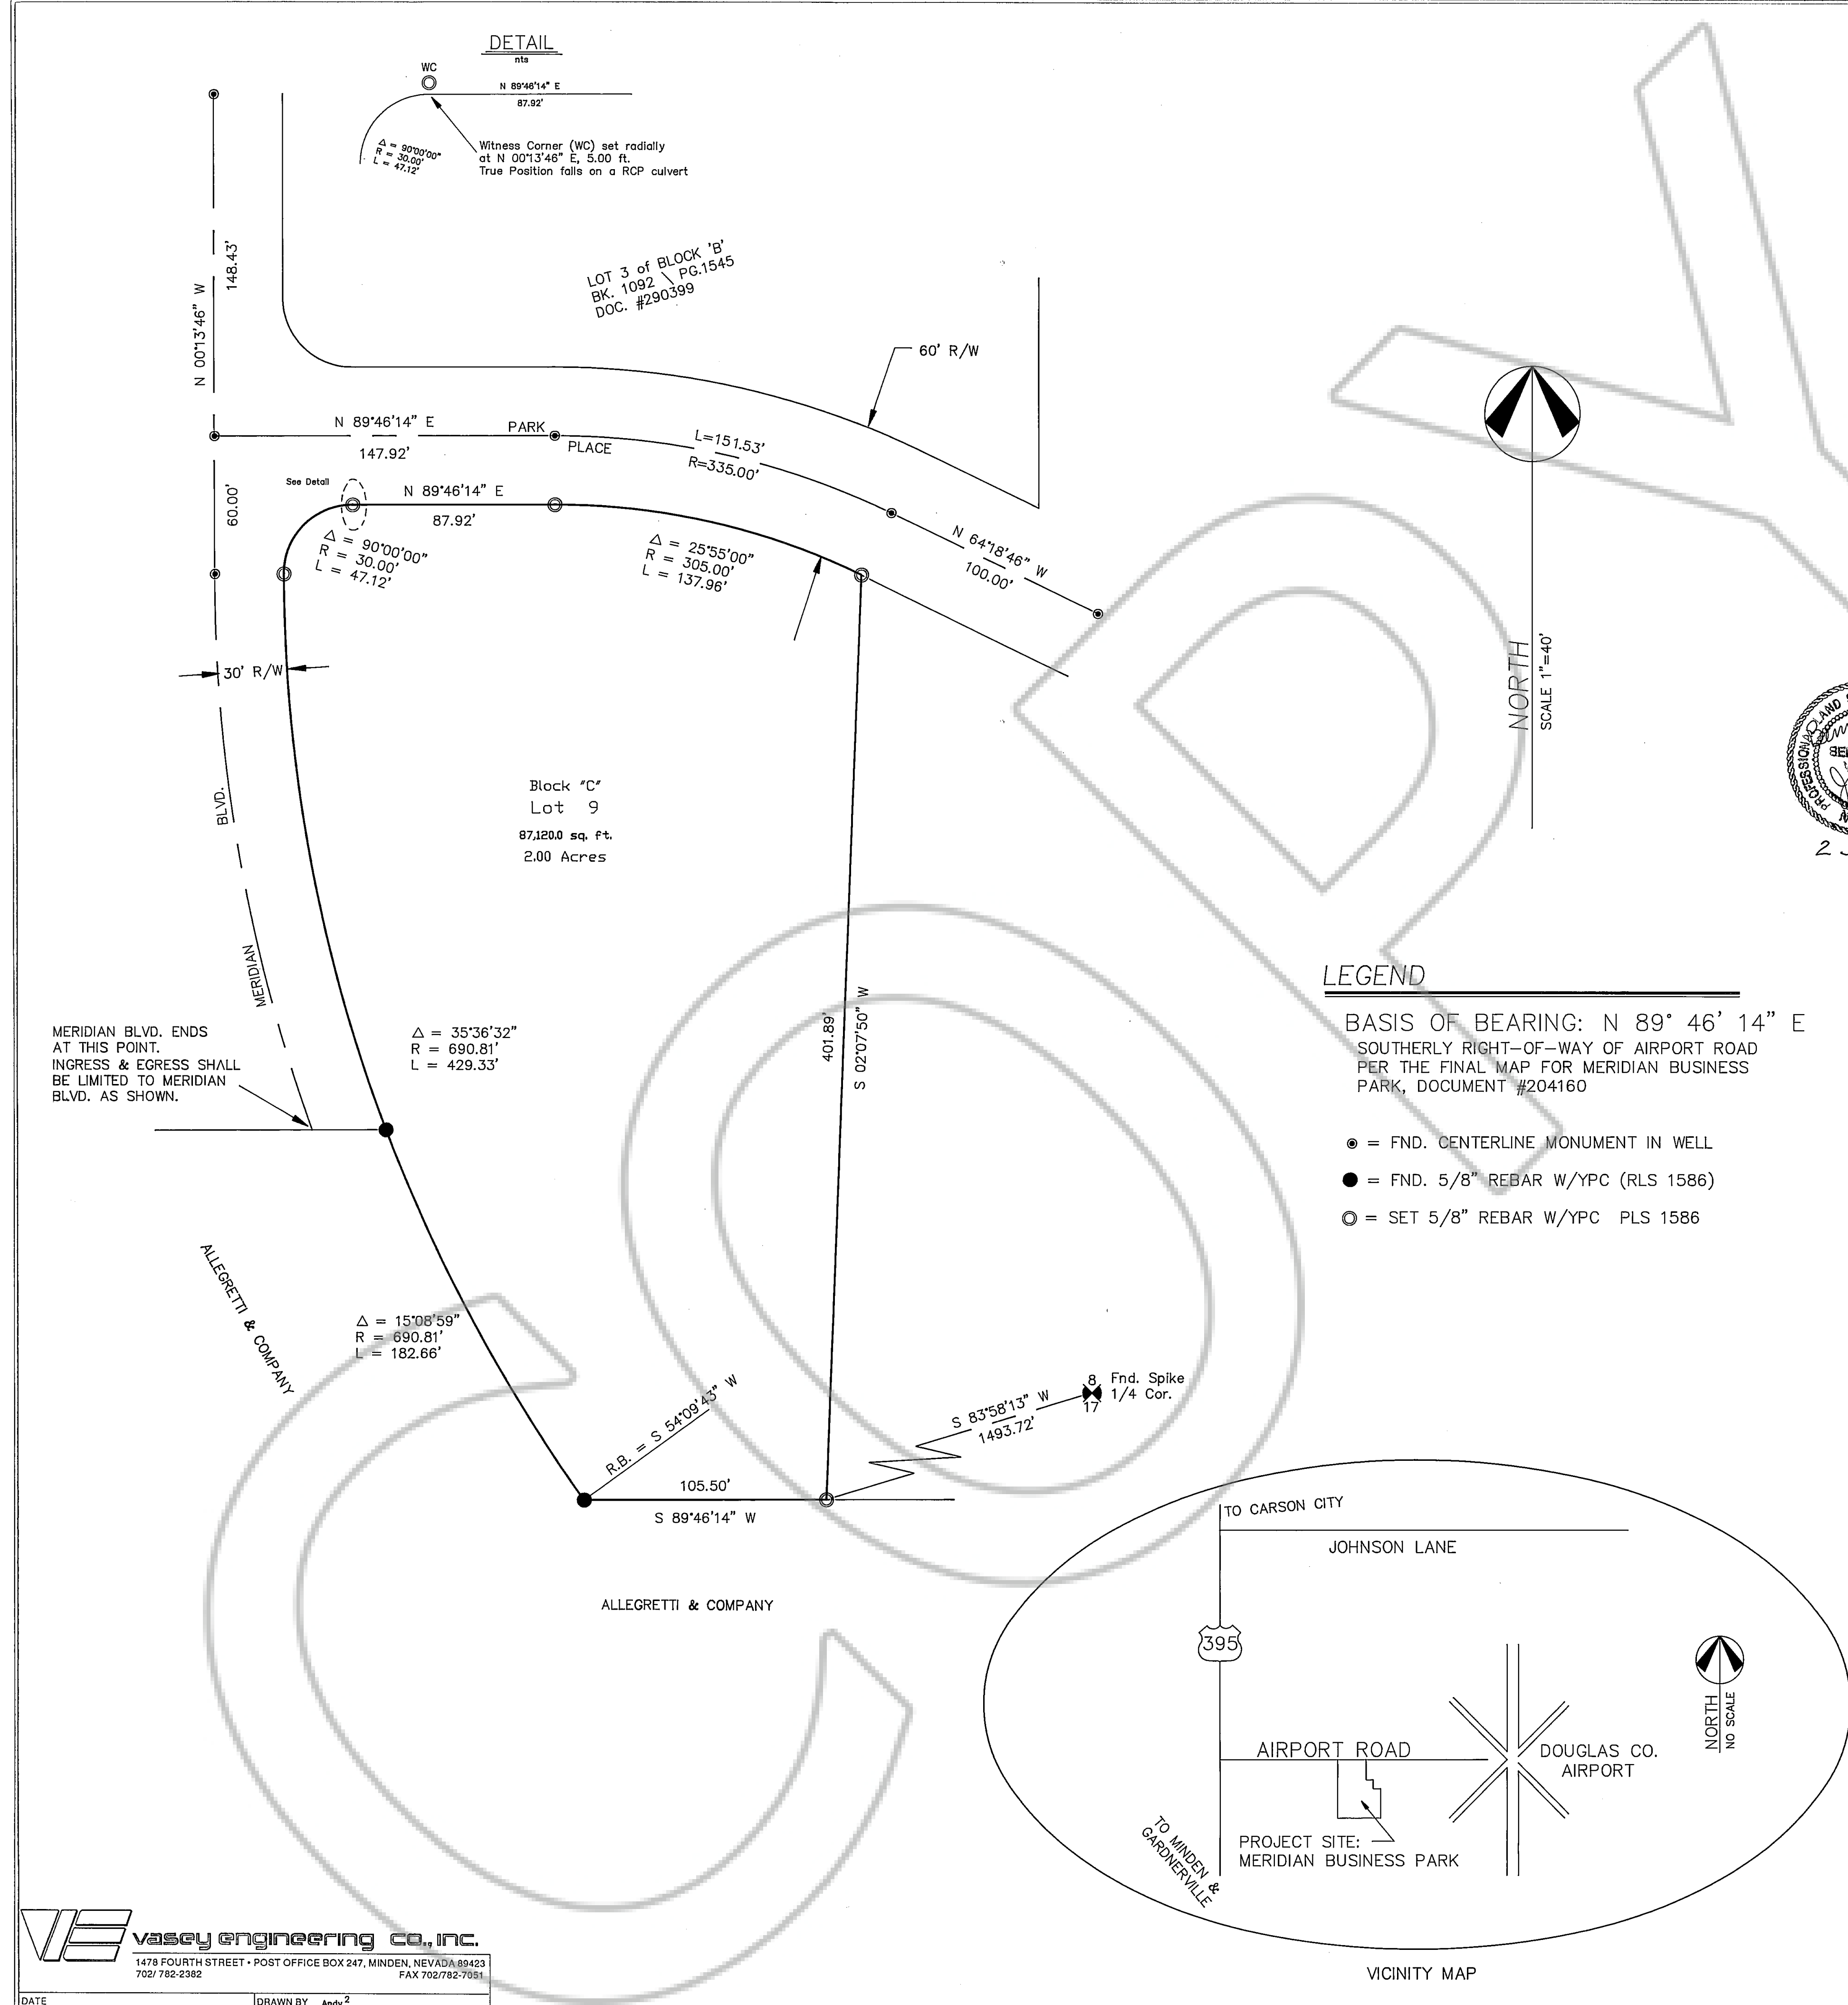 DETAIL
nts
WC
N 89°46'14" E
87.92'
Δ = 90°00'00"
R = 30.00'
L = 47.12'
Witness Corner (WC) set radially
at N 00°13'46" E, 5.00 ft.
True Position falls on a RCP culvert
148.43'
N 00°13'46" W
LOT 3 of BLOCK 'B'
BK. 1092 \ PG.1545
DOC. #290399
60' R/W
N 89°46'14" E
147.92'
PARK
PLACE
L=151.53'
R=335.00'
60.00'
See Detail
N 89°46'14" E
87.92'
Δ = 90°00'00"
R = 30.00'
L = 47.12'
Δ = 25°55'00"
R = 305.00'
L = 137.96'
N 64°18'46" W
100.00'
30' R/W
NORTH
SCALE 1"=40'
PROFESSIONAL LAND
Block "C"
Lot 9
87,120.0 sq. ft.
2.00 Acres
BLVD.
MERIDIAN
401.89'
S 02°07'50" W
MERIDIAN BLVD. ENDS
AT THIS POINT.
INGRESS & EGRESS SHALL
BE LIMITED TO MERIDIAN
BLVD. AS SHOWN.
Δ = 35°36'32"
R = 690.81'
L = 429.33'
LEGEND
BASIS OF BEARING: N 89° 46' 14" E
SOUTHERLY RIGHT-OF-WAY OF AIRPORT ROAD
PER THE FINAL MAP FOR MERIDIAN BUSINESS
PARK, DOCUMENT #204160
= FND. CENTERLINE MONUMENT IN WELL
= FND. 5/8" REBAR W/YPC (RLS 1586)
= SET 5/8" REBAR W/YPC PLS 1586
ALLEGRETTI & COMPANY
Δ = 15°08'59"
R = 690.81'
L = 182.66'
R.B. = S 54°09'43" W
105.50'
S 89°46'14" W
S 83°58'13" W
1493.72'
8
17
Fnd. Spike
1/4 Cor.
ALLEGRETTI & COMPANY
TO CARSON CITY
JOHNSON LANE
395
AIRPORT ROAD
DOUGLAS CO.
AIRPORT
NORTH
NO SCALE
PROJECT SITE:
MERIDIAN BUSINESS PARK
TO MINDEN &
GARDNERVILLE
VICINITY MAP
COPY
VE vasey engineering co., inc.
1478 FOURTH STREET • POST OFFICE BOX 247, MINDEN, NEVADA 89423
702/ 782-2382 FAX 702/782-7051
DATE
DRAWN BY Andy 2